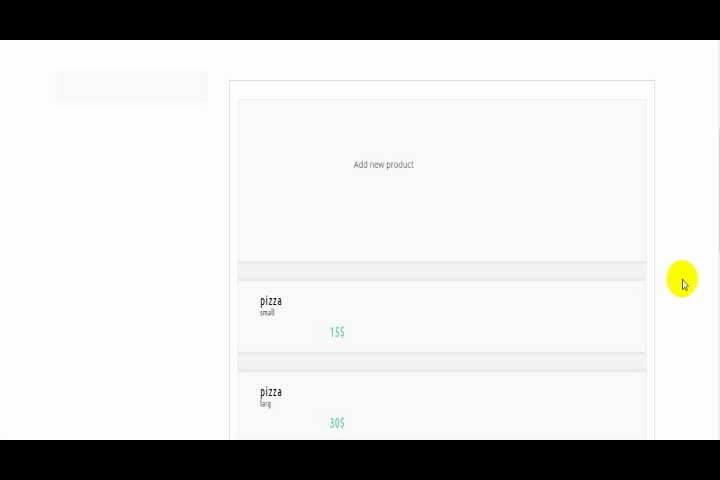 Add new product
pizza
small
15$
pizza
larg
30$